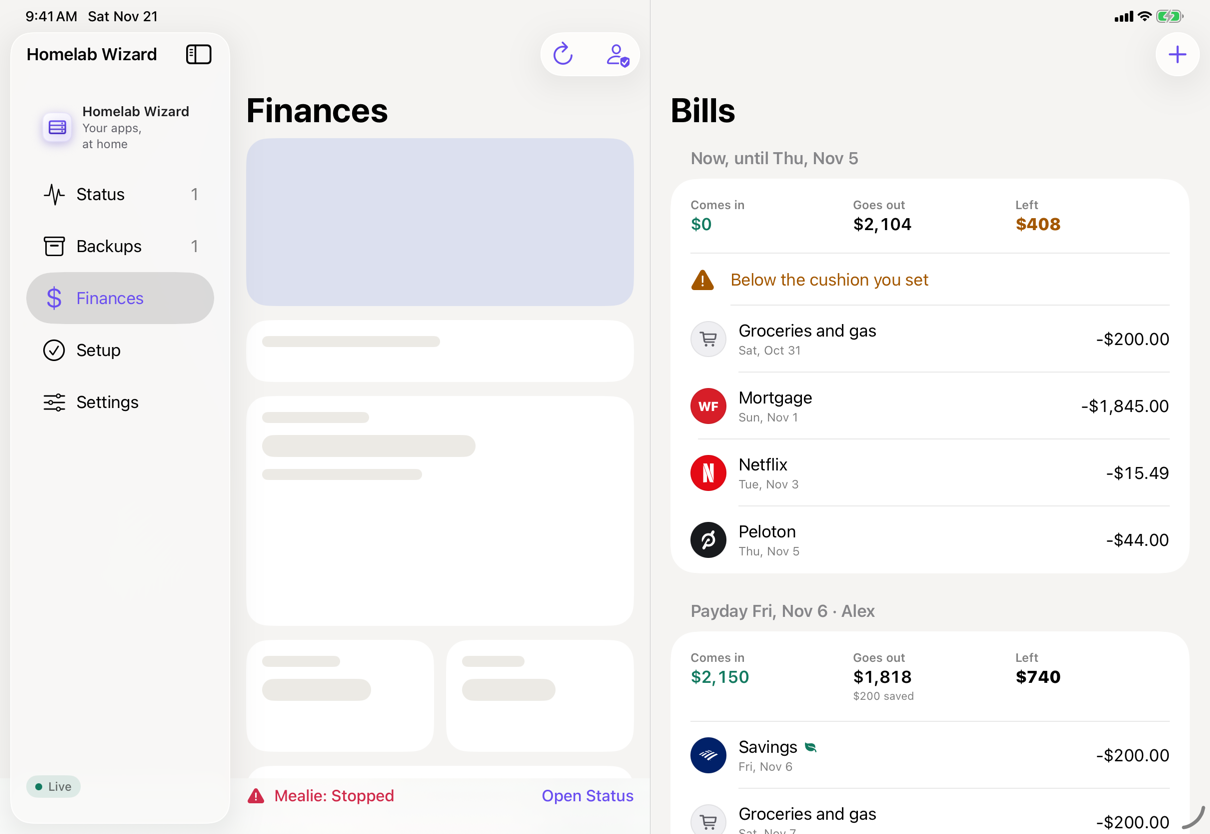 9:41 AM Sat Nov 21
Homelab Wizard
Homelab Wizard
Your apps,
at home
Status 1
Backups 1
Finances
Setup
Settings
Live
Finances
Mealie: Stopped
Open Status
Bills
Now, until Thu, Nov 5
Comes in Goes out Left
$0 $2,104 $408
Below the cushion you set
Groceries and gas
Sat, Oct 31
-$200.00
WF
Mortgage
Sun, Nov 1
-$1,845.00
N
Netflix
Tue, Nov 3
-$15.49
Peloton
Thu, Nov 5
-$44.00
Payday Fri, Nov 6 · Alex
Comes in Goes out Left
$2,150 $1,818 $740
$200 saved
Savings
Fri, Nov 6
-$200.00
Groceries and gas
Sat, Nov 7
-$200.00